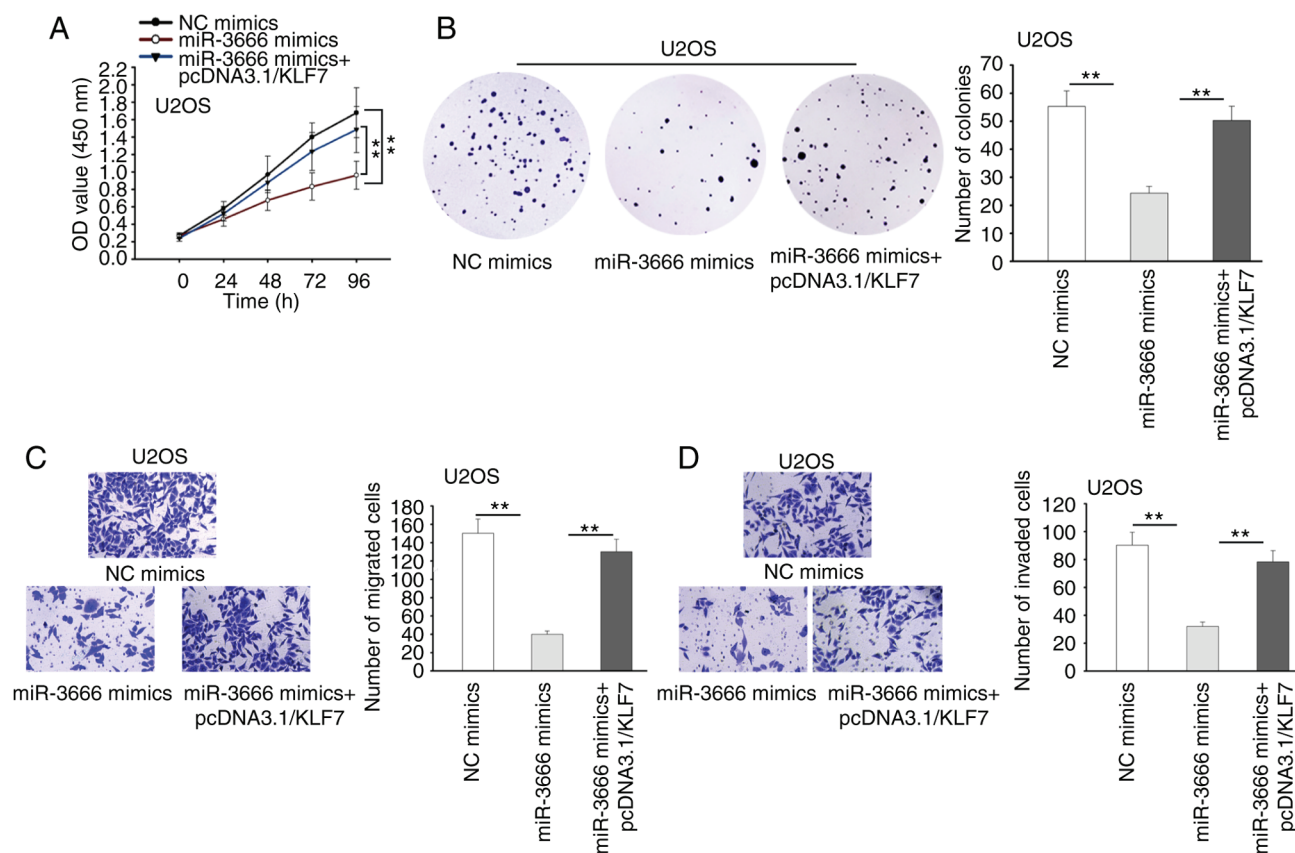 A
NC mimics
miR-3666 mimics
miR-3666 mimics+
pcDNA3.1/KLF7
U2OS
OD value (450 nm)
2.2
2.0
1.8
1.6
1.4
1.2
1.0
0.8
0.6
0.4
0.2
0.0
**
**
0 24 48 72 96
Time (h)
B
U2OS
NC mimics
miR-3666 mimics
miR-3666 mimics+
pcDNA3.1/KLF7
U2OS
Number of colonies
70
60
50
40
30
20
10
0
**
**
NC mimics
miR-3666 mimics
miR-3666 mimics+
pcDNA3.1/KLF7
C
U2OS
NC mimics
miR-3666 mimics
miR-3666 mimics+
pcDNA3.1/KLF7
U2OS
Number of migrated cells
180
160
140
120
100
80
60
40
20
0
**
**
NC mimics
miR-3666 mimics
miR-3666 mimics+
pcDNA3.1/KLF7
D
U2OS
NC mimics
miR-3666 mimics
miR-3666 mimics+
pcDNA3.1/KLF7
U2OS
Number of invaded cells
120
100
80
60
40
20
0
**
**
NC mimics
miR-3666 mimics
miR-3666 mimics+
pcDNA3.1/KLF7